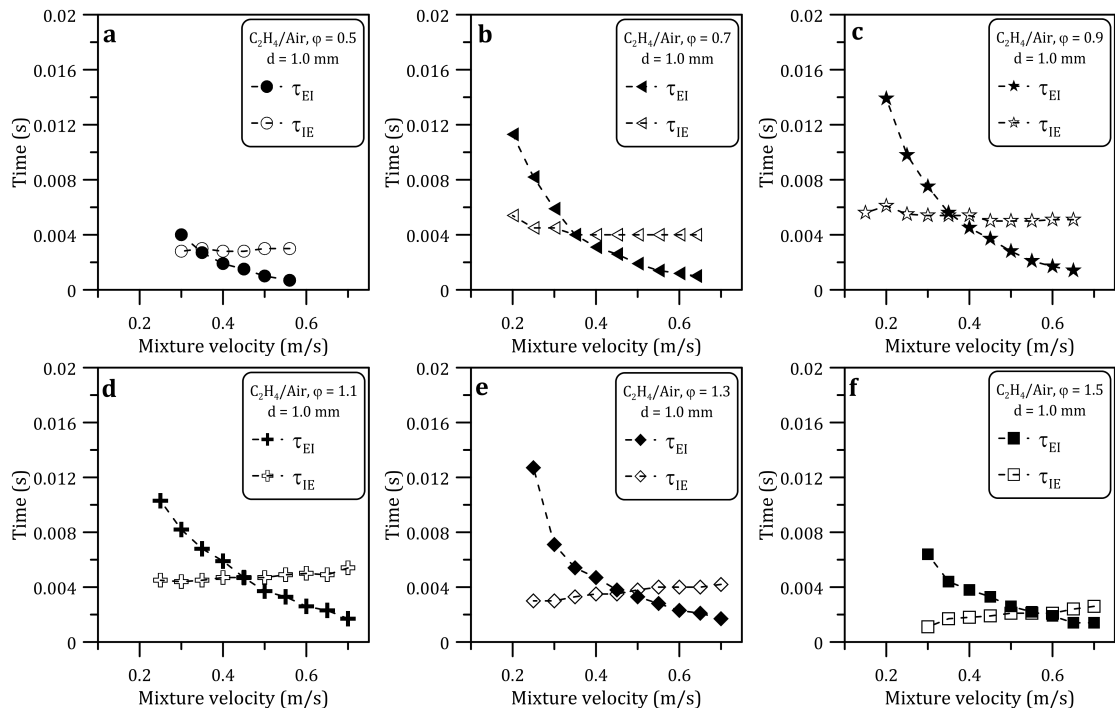 a
C₂H₄/Air, φ = 0.5
d = 1.0 mm
τEI
τIE
0.02
0.016
0.012
0.008
0.004
0
Time (s)
0.2 0.4 0.6
Mixture velocity (m/s)
b
C₂H₄/Air, φ = 0.7
d = 1.0 mm
τEI
τIE
0.02
0.016
0.012
0.008
0.004
0
Time (s)
0.2 0.4 0.6
Mixture velocity (m/s)
c
C₂H₄/Air, φ = 0.9
d = 1.0 mm
τEI
τIE
0.02
0.016
0.012
0.008
0.004
0
Time (s)
0.2 0.4 0.6
Mixture velocity (m/s)
d
C₂H₄/Air, φ = 1.1
d = 1.0 mm
τEI
τIE
0.02
0.016
0.012
0.008
0.004
0
Time (s)
0.2 0.4 0.6
Mixture velocity (m/s)
e
C₂H₄/Air, φ = 1.3
d = 1.0 mm
τEI
τIE
0.02
0.016
0.012
0.008
0.004
0
Time (s)
0.2 0.4 0.6
Mixture velocity (m/s)
f
C₂H₄/Air, φ = 1.5
d = 1.0 mm
τEI
τIE
0.02
0.016
0.012
0.008
0.004
0
Time (s)
0.2 0.4 0.6
Mixture velocity (m/s)